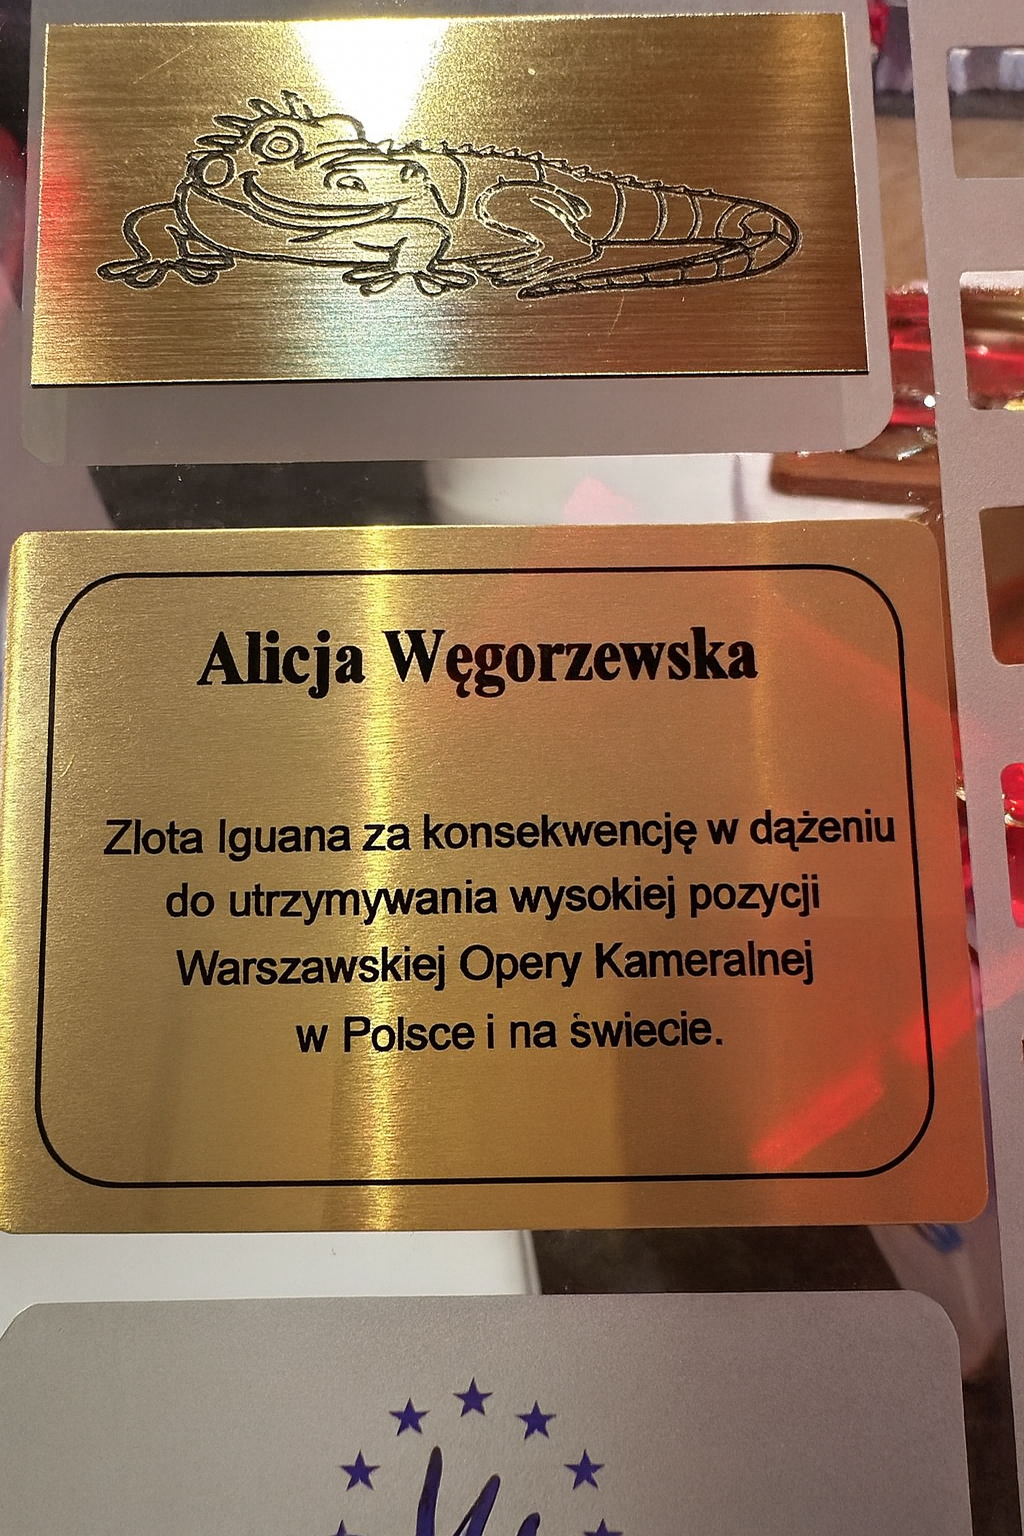 Alicja Węgorzewska
Zlota Iguana za konsekwencję w dążeniu
do utrzymywania wysokiej pozycji
Warszawskiej Opery Kameralnej
w Polsce i na świecie.